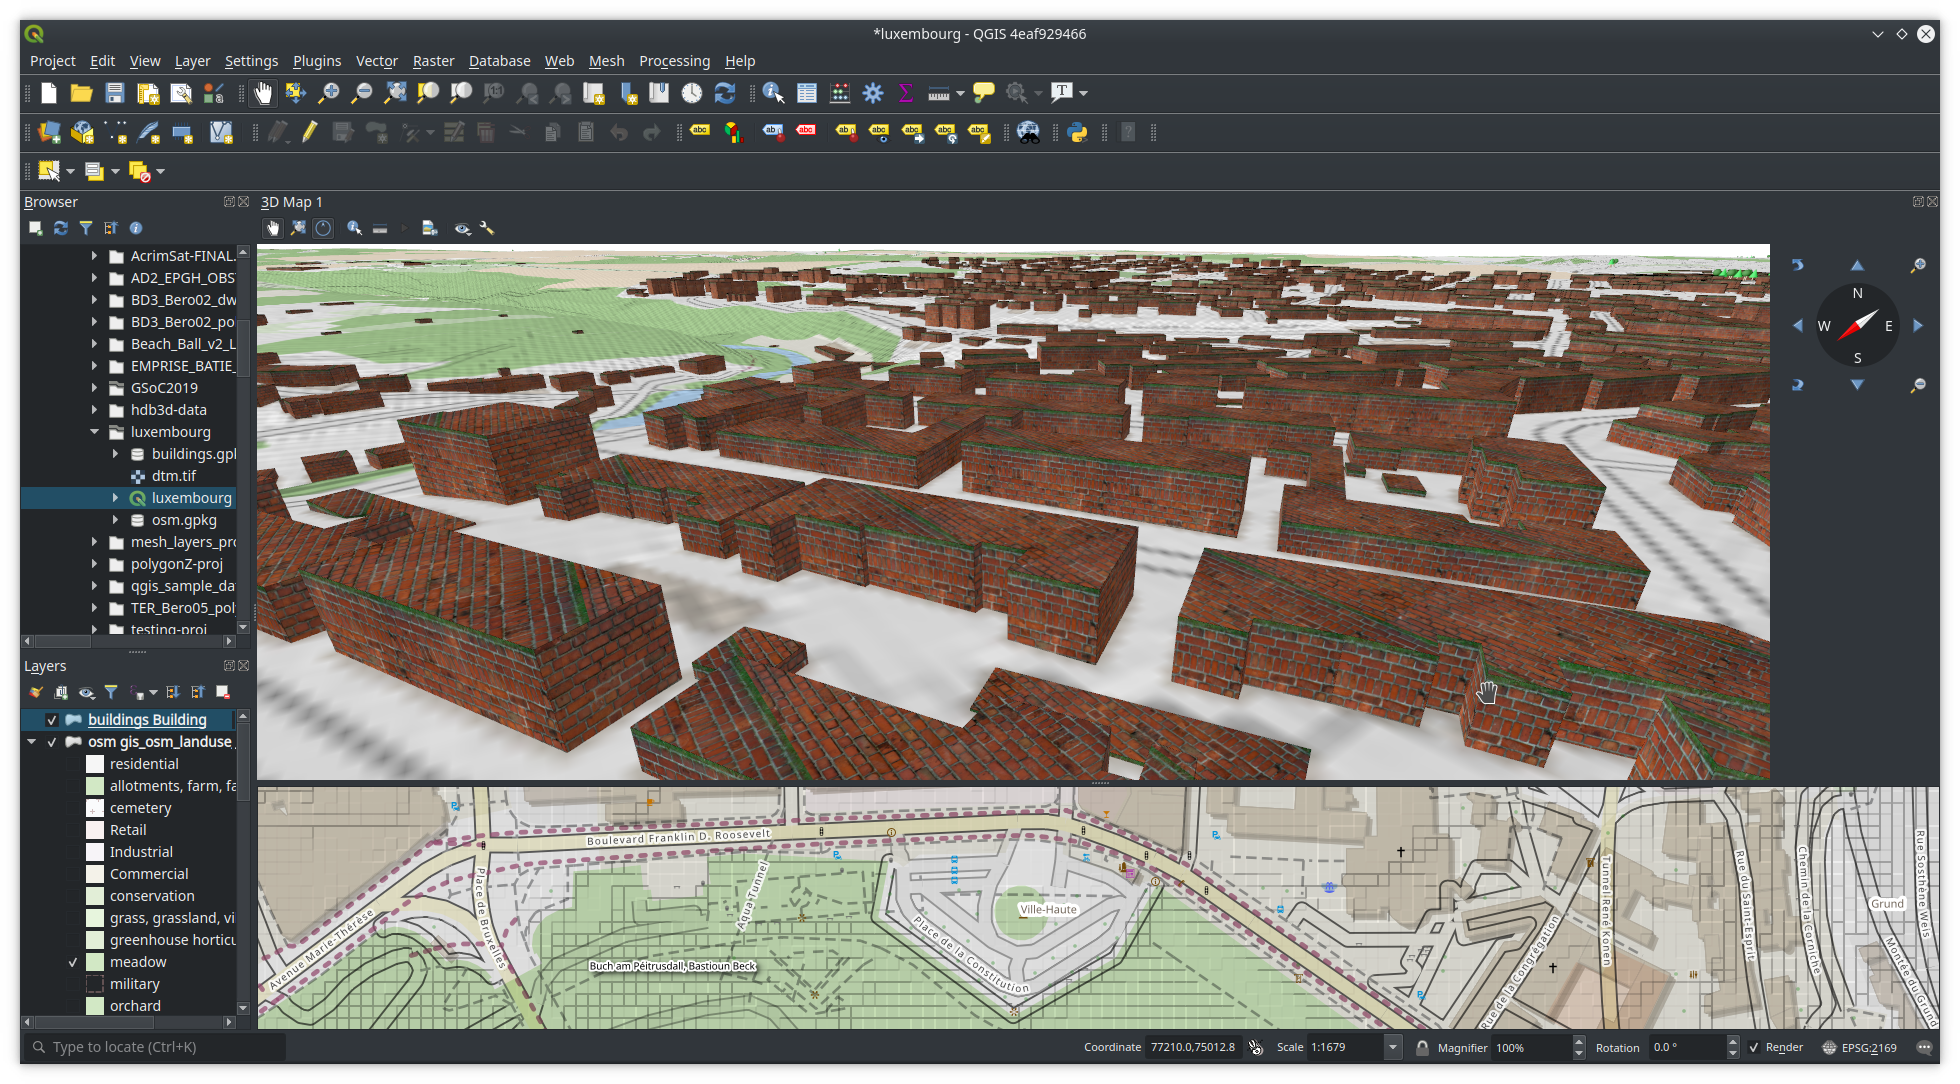 *luxembourg - QGIS 4eaf929466
Project Edit View Layer Settings Plugins Vector Raster Database Web Mesh Processing Help
Browser
3D Map 1
AcrimSat-FINAL.
AD2_EPGH_OBS
BD3_Bero02_dw
BD3_Bero02_po
Beach_Ball_v2_L
EMPRISE_BATIE_
GSoC2019
hdb3d-data
luxembourg
buildings.gpl
dtm.tif
luxembourg
osm.gpkg
mesh_layers_pro
polygonZ-proj
qgis_sample_da
TER_Bero05_pol
testing-proj
N
W E
S
Layers
buildings Building
osm gis_osm_landuse
residential
allotments, farm, fa
cemetery
Retail
Industrial
Commercial
conservation
grass, grassland, vi
greenhouse horticu
meadow
military
orchard
Boulevard Franklin D. Roosevelt
Avenue Marie-Thérèse
Place de Bruxelles
Aqua Tunnel
Buch am Péitrusdall, Bastioun Beck
Ville-Haute
Place de la Constitution
Rue de la Congrégation
Tunnel René Konen
Rue du Saint-Esprit
Chemin de la Corniche
Grund
Rue Sosthène Weis
Montée du Grund
Type to locate (Ctrl+K)
Coordinate 77210.0,75012.8 Scale 1:1679 Magnifier 100% Rotation 0.0 ° Render EPSG:2169